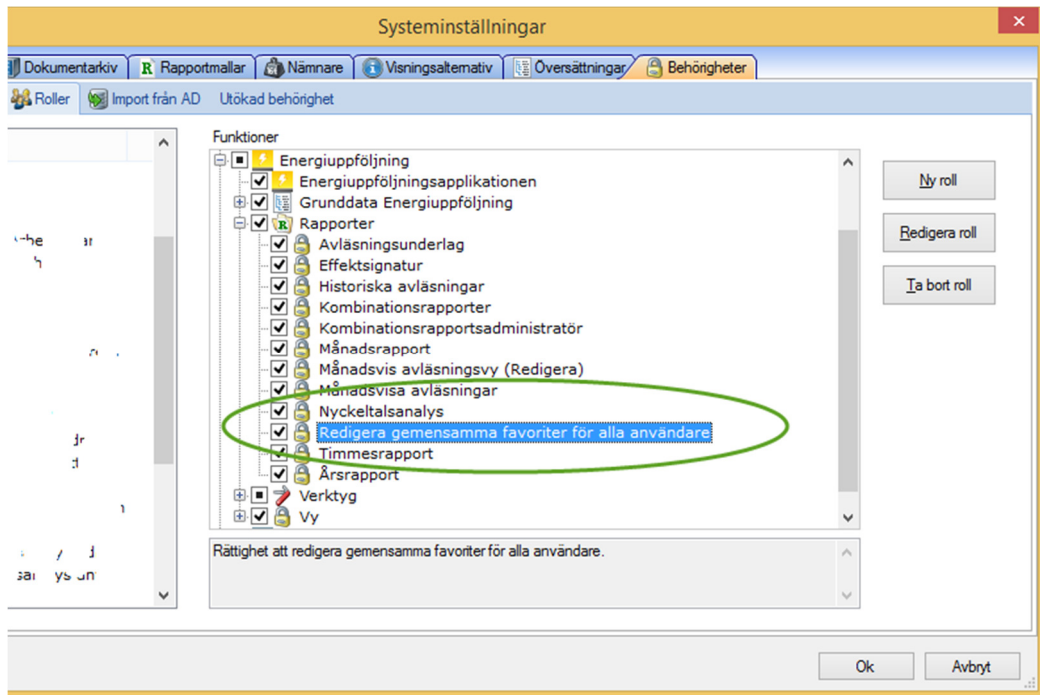 Systeminställningar
Dokumentarkiv Rapportmallar Nämnare Visningsalternativ Översättningar Behörigheter
Roller Import från AD Utökad behörighet
Funktioner
Energiuppföljning
Energiuppföljningsapplikationen
Grunddata Energiuppföljning
Rapporter
Avläsningsunderlag
Effektsignatur
Historiska avläsningar
Kombinationsrapporter
Kombinationsrapportsadministratör
Månadsrapport
Månadsvis avläsningsvy (Redigera)
Månadsvisa avläsningar
Nyckeltalsanalys
Redigera gemensamma favoriter för alla användare
Timmesrapport
Årsrapport
Verktyg
Vy
Ny roll
Redigera roll
Ta bort roll
Rättighet att redigera gemensamma favoriter för alla användare.
Ok Avbryt